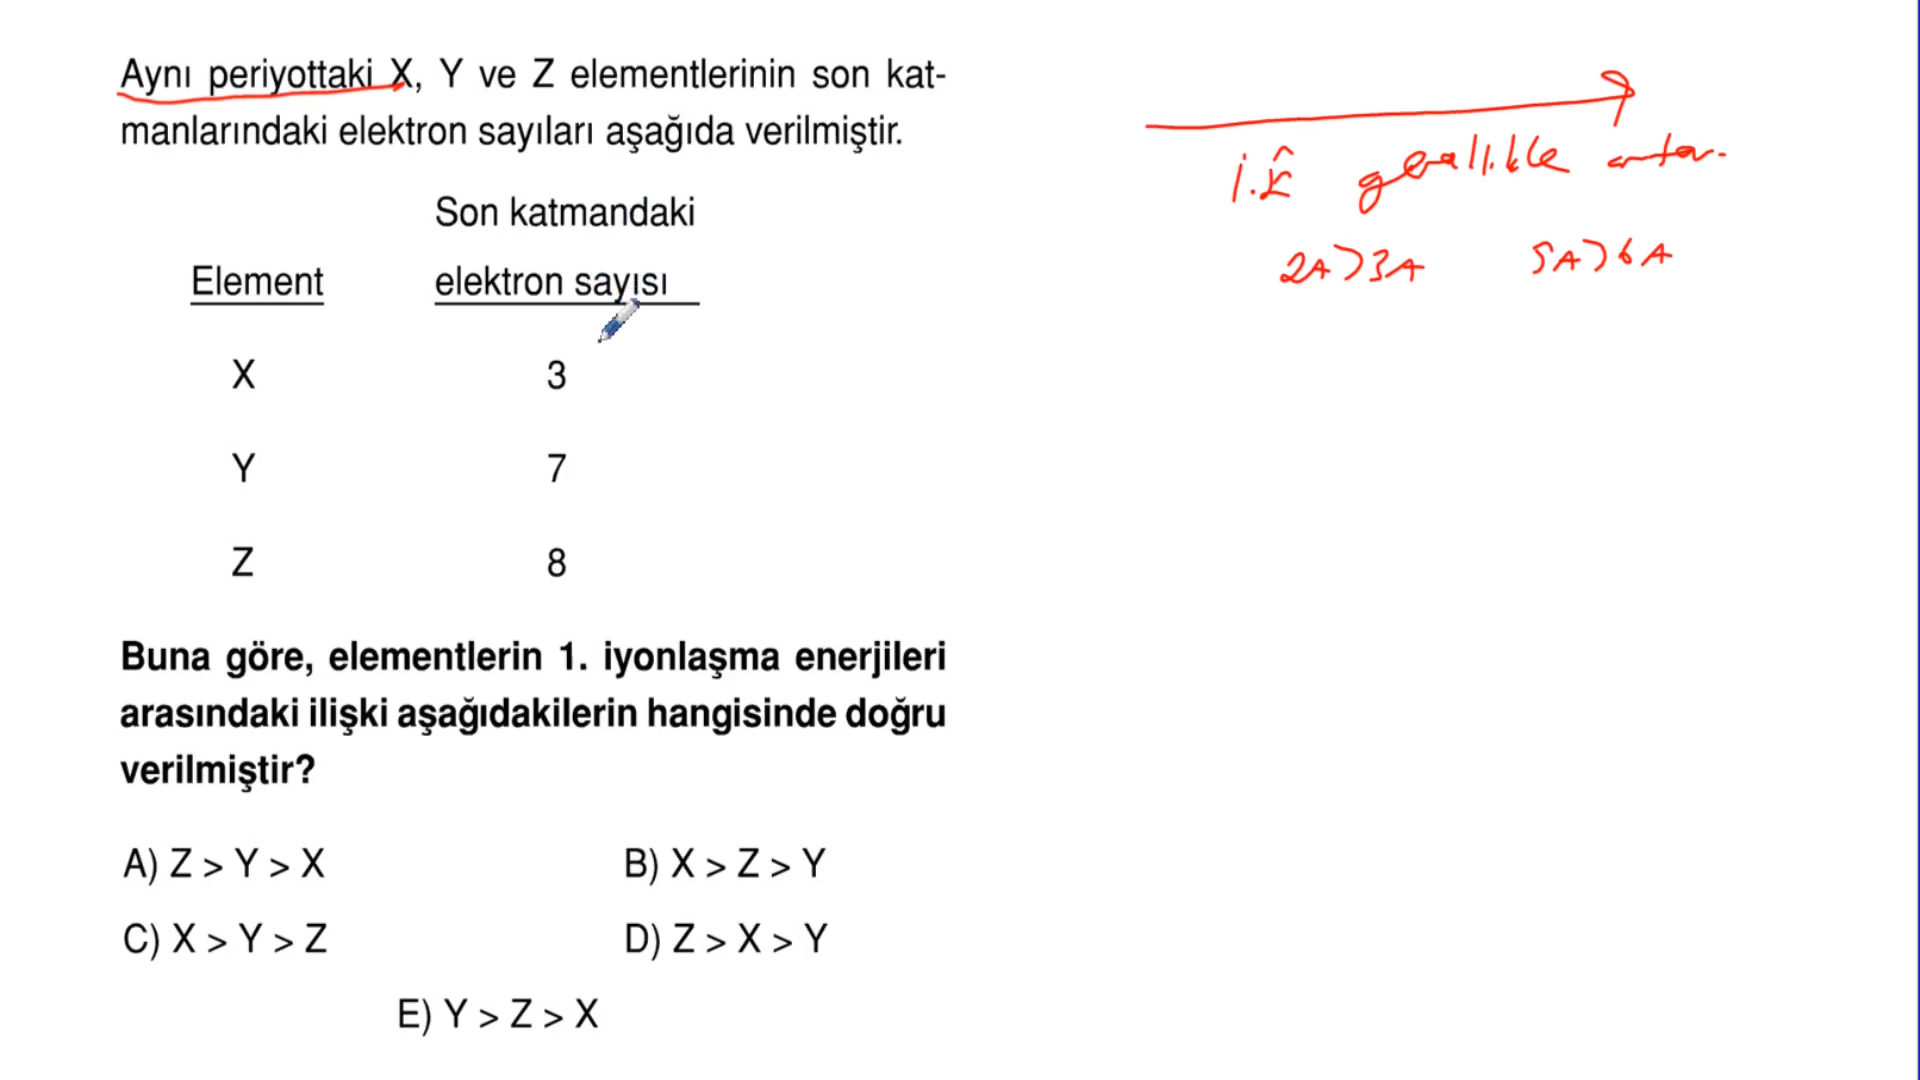 Aynı periyottaki X, Y ve Z elementlerinin son kat-
manlarındaki elektron sayıları aşağıda verilmiştir.
Son katmandaki
Element elektron sayısı
X 3
Y 7
Z 8
Buna göre, elementlerin 1. iyonlaşma enerjileri
arasındaki ilişki aşağıdakilerin hangisinde doğru
verilmiştir?
A) Z > Y > X B) X > Z > Y
C) X > Y > Z D) Z > X > Y
E) Y > Z > X
İ.E genellikle artar.
2A>3A 5A>6A